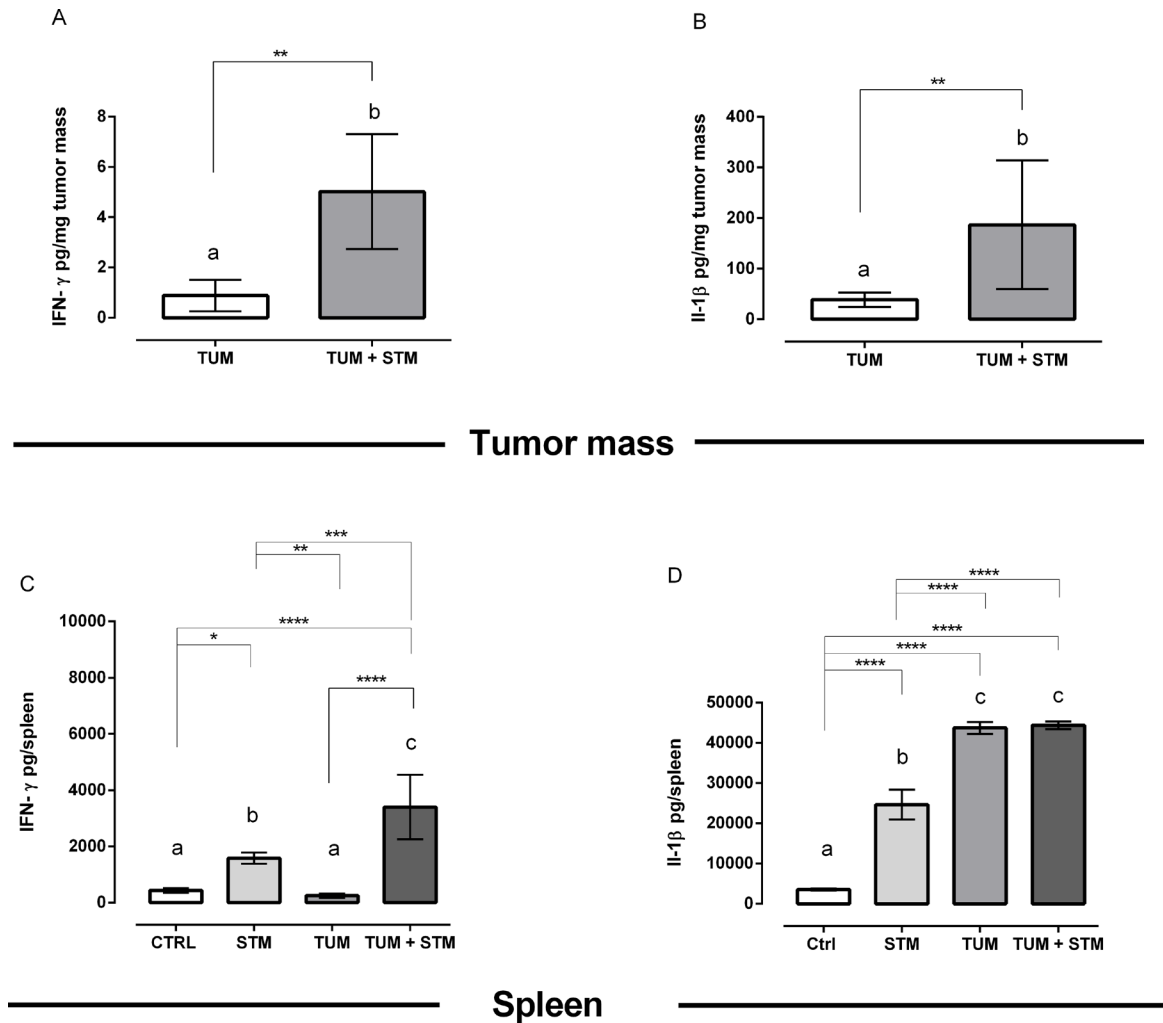 A
**
IFN- γ pg/mg tumor mass
8
6
4
2
0
a
b
TUM
TUM + STM
B
**
Il-1β pg/mg tumor mass
400
300
200
100
0
a
b
TUM
TUM + STM
Tumor mass
C
***
**
****
*
****
IFN- γ pg/spleen
10000
8000
6000
4000
2000
0
a
b
a
c
CTRL
STM
TUM
TUM + STM
D
****
****
****
****
****
Il-1β pg/spleen
50000
40000
30000
20000
10000
0
a
b
c
c
Ctrl
STM
TUM
TUM + STM
Spleen